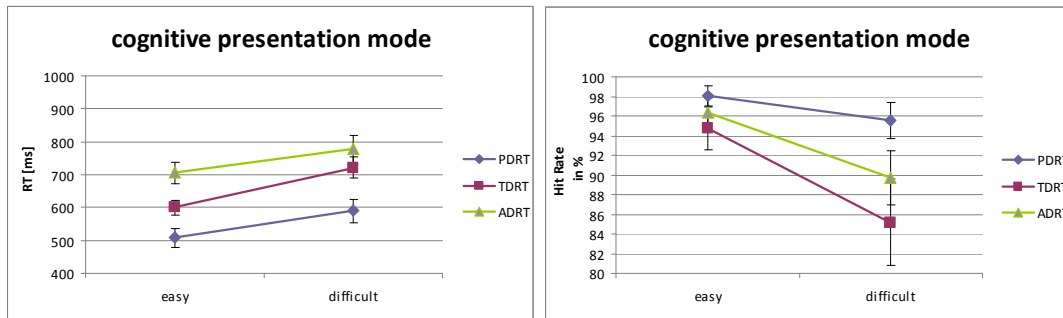 cognitive presentation mode
1000
900
800
700
600
500
400
RT [ms]
easy difficult
PDRT
TDRT
ADRT
cognitive presentation mode
100
98
96
94
92
90
88
86
84
82
80
Hit Rate
in %
easy difficult
PDRT
TDRT
ADRT